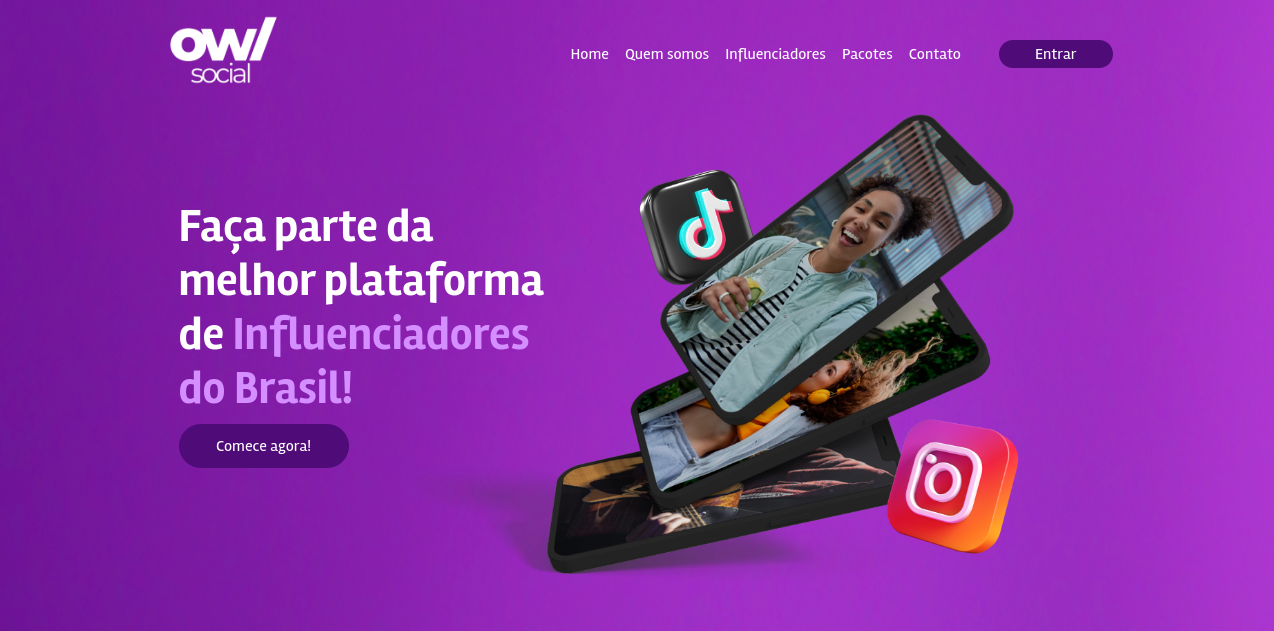 owl
social
Home Quem somos Influenciadores Pacotes Contato Entrar
Faça parte da
melhor plataforma
de Influenciadores
do Brasil!
Comece agora!